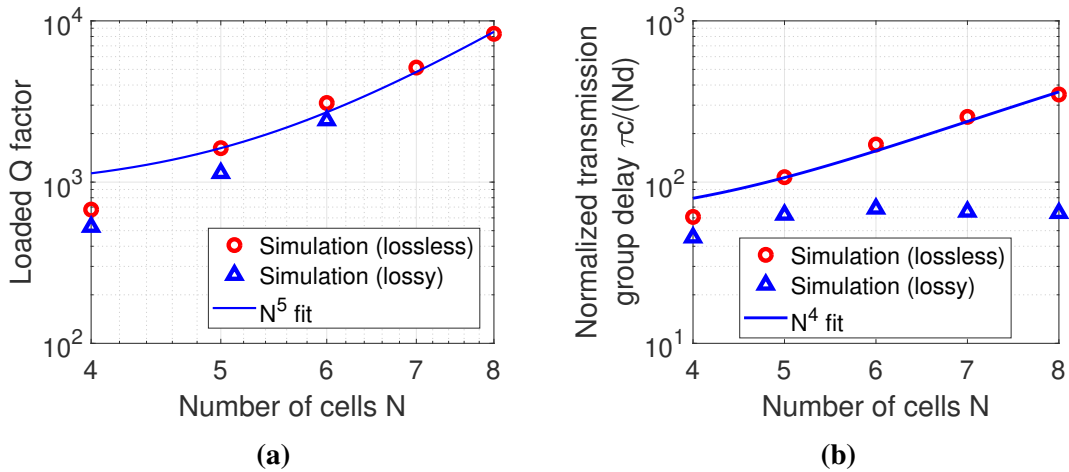 Loaded Q factor
10^4
10^3
10^2
4 5 6 7 8
Number of cells N
Simulation (lossless)
Simulation (lossy)
N^5 fit
(a)
Normalized transmission
group delay τc/(Nd)
10^3
10^2
10^1
4 5 6 7 8
Number of cells N
Simulation (lossless)
Simulation (lossy)
N^4 fit
(b)